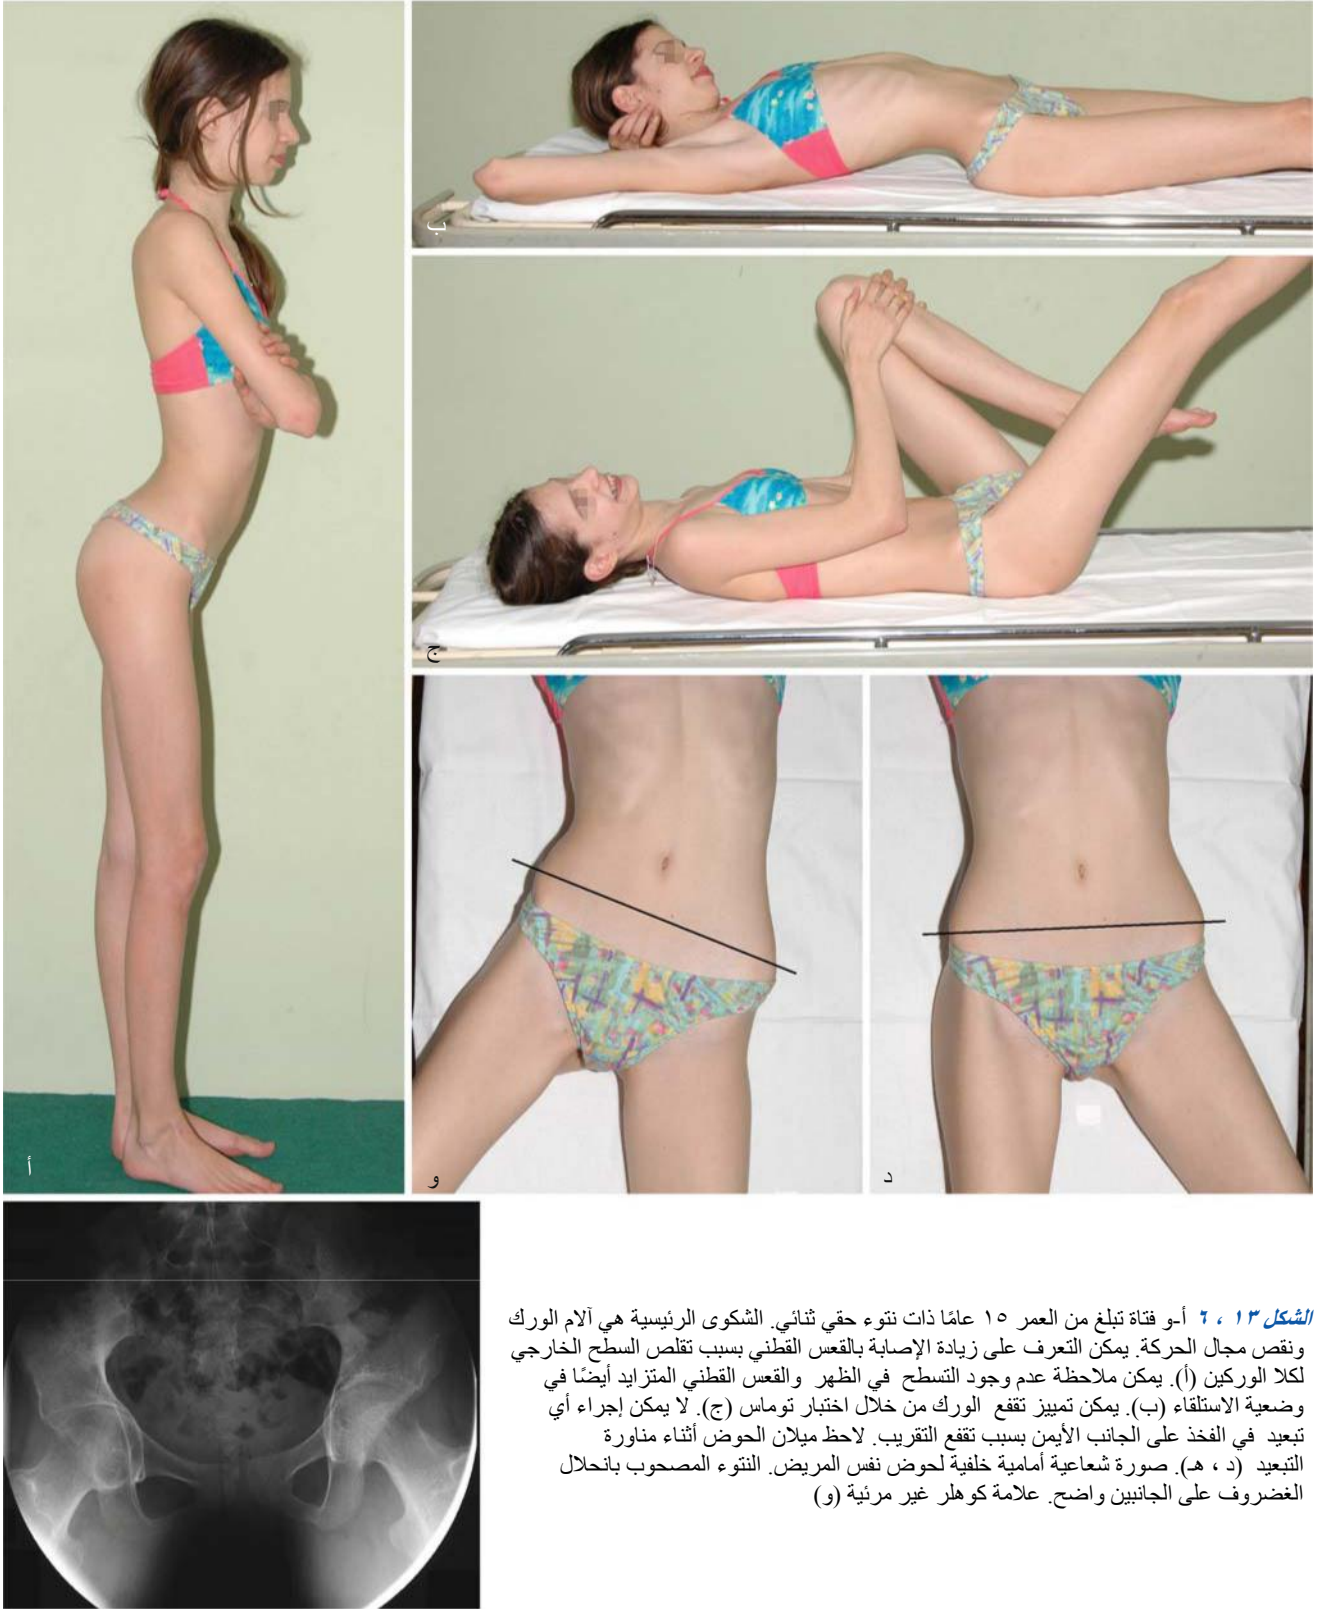 ب
ج
أ
و
د
الشكل ١٣ ، ٦ أ-و فتاة تبلغ من العمر ١٥ عامًا ذات نتوء حقي ثنائي. الشكوى الرئيسية هي آلام الورك
ونقص مجال الحركة. يمكن التعرف على زيادة الإصابة بالقعس القطني بسبب تقلص السطح الخارجي
لكلا الوركين (أ). يمكن ملاحظة عدم وجود التسطح في الظهر والقعس القطني المتزايد أيضًا في
وضعية الاستلقاء (ب). يمكن تمييز تقفع الورك من خلال اختبار توماس (ج). لا يمكن إجراء أي
تبعيد في الفخذ على الجانب الأيمن بسبب تقفع التقريب. لاحظ ميلان الحوض أثناء مناورة
التبعيد (د ، هـ). صورة شعاعية أمامية خلفية لحوض نفس المريض. النتوء المصحوب بانحلال
الغضروف على الجانبين واضح. علامة كوهلر غير مرئية (و)